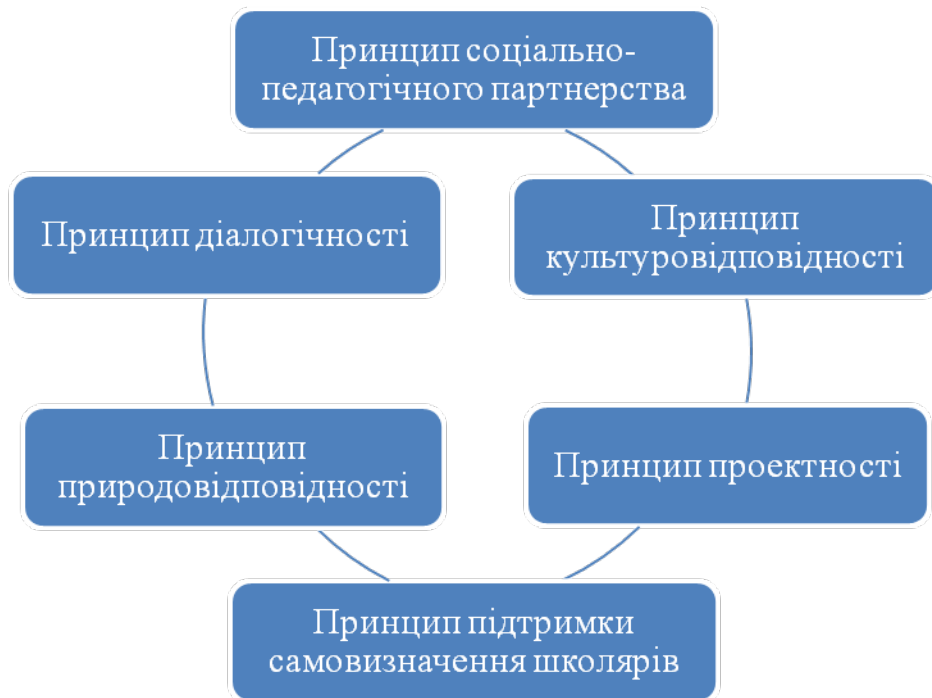 Принцип соціально-
педагогічного партнерства
Принцип діалогічності
Принцип
культуровідповідності
Принцип
природовідповідності
Принцип проектності
Принцип підтримки
самовизначення школярів